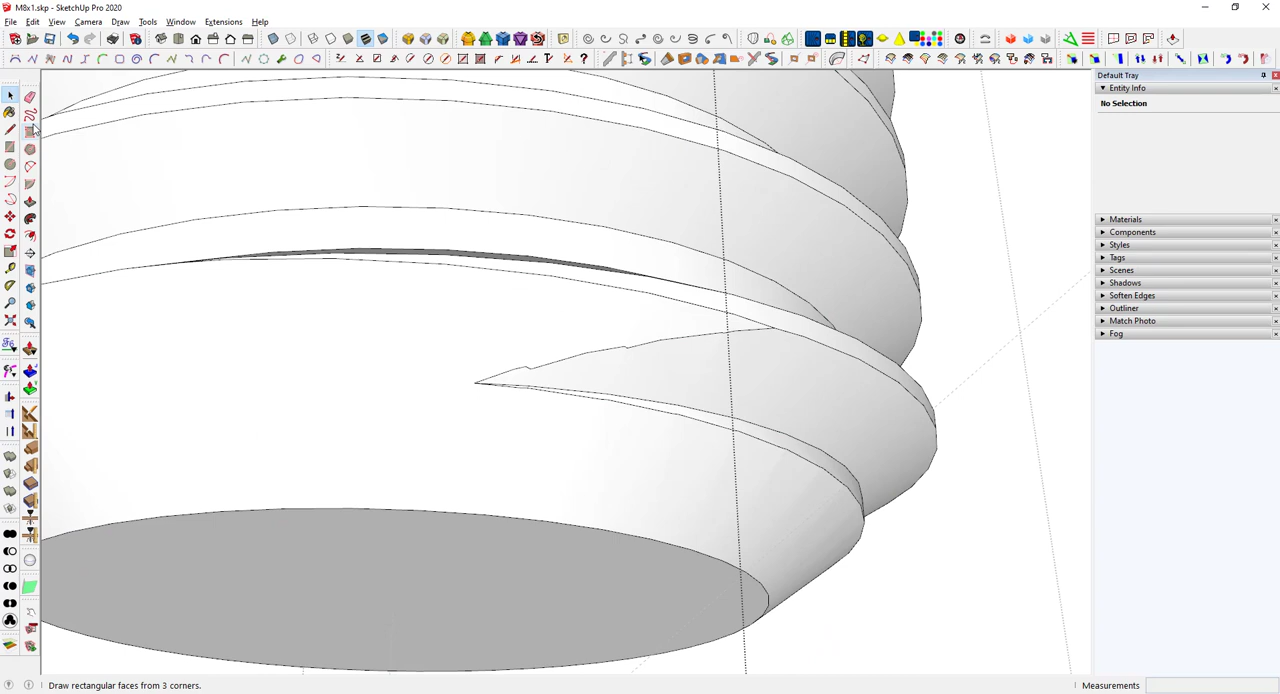 M8x1.skp - SketchUp Pro 2020
File Edit View Camera Draw Tools Window Extensions Help
Default Tray
Entity Info
No Selection
Materials
Components
Styles
Tags
Scenes
Shadows
Soften Edges
Outliner
Match Photo
Fog
Draw rectangular faces from 3 corners.
Measurements